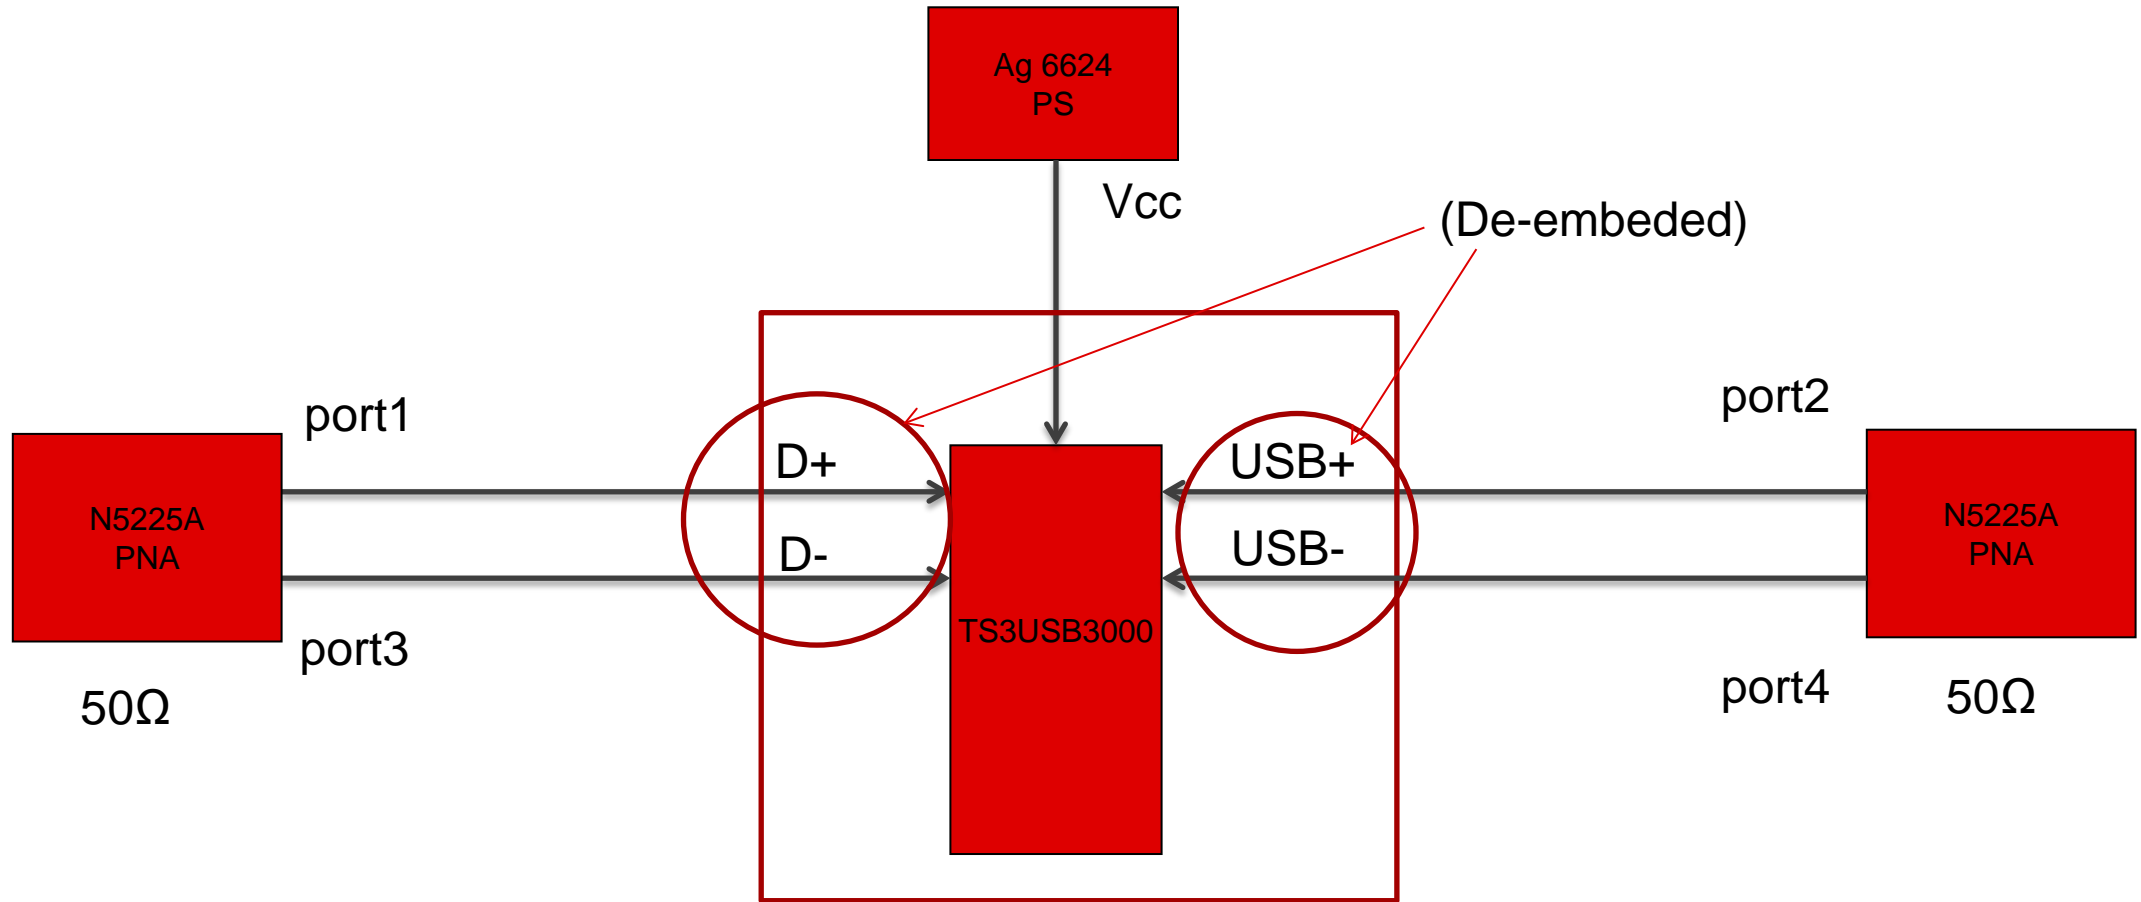 Ag 6624
PS
Vcc
(De-embeded)
port1
port2
D+
USB+
N5225A
PNA
N5225A
PNA
D-
USB-
TS3USB3000
port3
port4
50Ω
50Ω